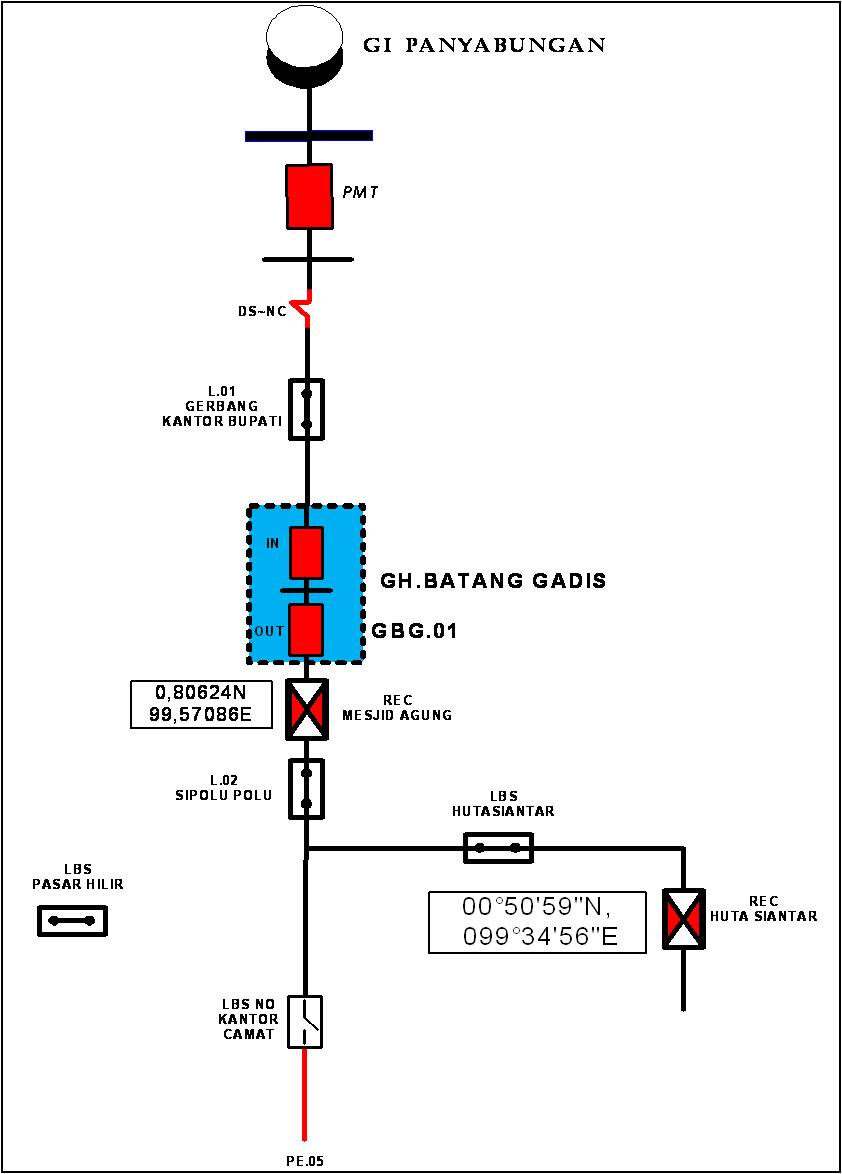 GI PANYABUNGAN
PMT
DS~NC
L.01
GERBANG
KANTOR BUPATI
IN
GH.BATANG GADIS
OUT
GBG.01
0,80624N
99,57086E
REC
MESJID AGUNG
L.02
SIPOLU POLU
LBS
HUTASIANTAR
LBS
PASAR HILIR
00°50'59"N,
099°34'56"E
REC
HUTA SIANTAR
LBS NO
KANTOR
CAMAT
PE.05